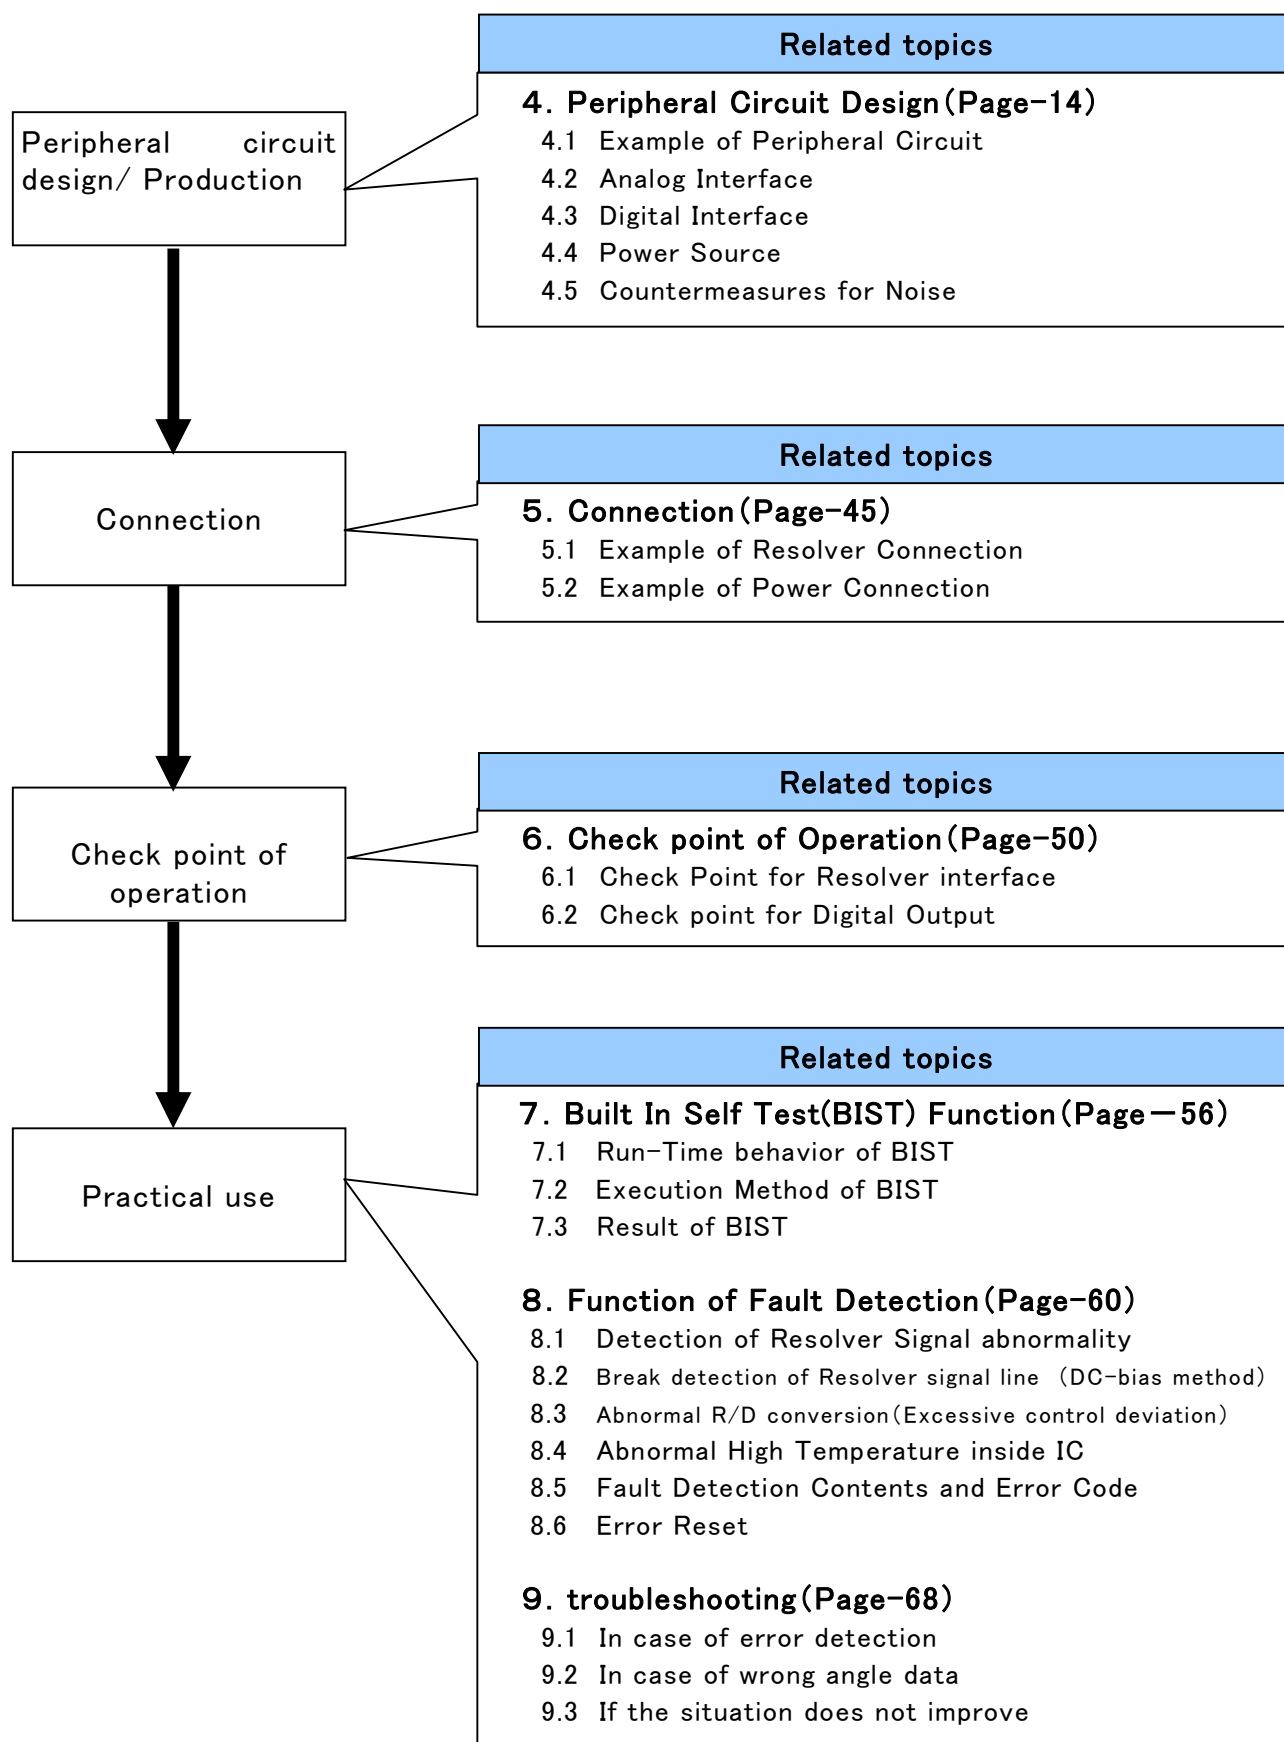 Related topics
4. Peripheral Circuit Design(Page-14)
4.1 Example of Peripheral Circuit
4.2 Analog Interface
4.3 Digital Interface
4.4 Power Source
4.5 Countermeasures for Noise
Peripheral circuit
design/ Production
Related topics
5. Connection(Page-45)
5.1 Example of Resolver Connection
5.2 Example of Power Connection
Connection
Related topics
6. Check point of Operation(Page-50)
6.1 Check Point for Resolver interface
6.2 Check point for Digital Output
Check point of
operation
Related topics
7. Built In Self Test(BIST) Function(Page-56)
7.1 Run-Time behavior of BIST
7.2 Execution Method of BIST
7.3 Result of BIST
Practical use
8. Function of Fault Detection(Page-60)
8.1 Detection of Resolver Signal abnormality
8.2 Break detection of Resolver signal line (DC-bias method)
8.3 Abnormal R/D conversion(Excessive control deviation)
8.4 Abnormal High Temperature inside IC
8.5 Fault Detection Contents and Error Code
8.6 Error Reset
9. troubleshooting(Page-68)
9.1 In case of error detection
9.2 In case of wrong angle data
9.3 If the situation does not improve